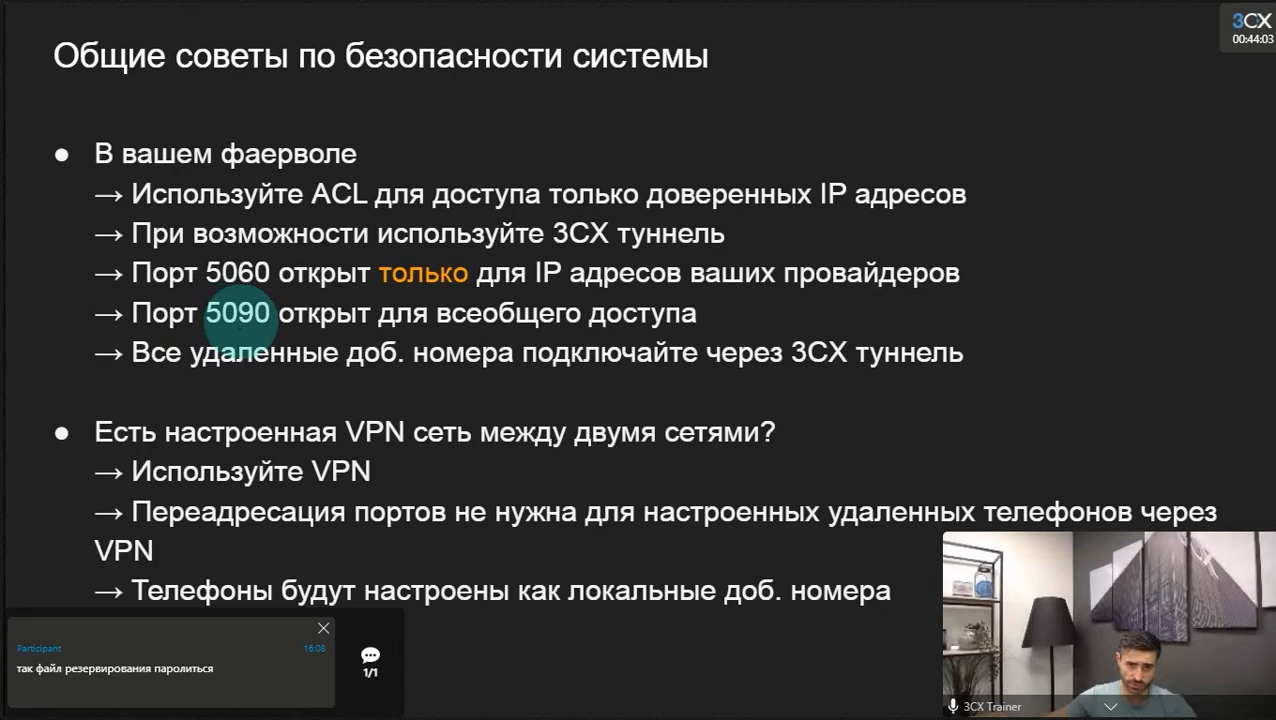 3CX
00:44:03
Общие советы по безопасности системы
● В вашем фаерволе
→ Используйте ACL для доступа только доверенных IP адресов
→ При возможности используйте 3CX туннель
→ Порт 5060 открыт только для IP адресов ваших провайдеров
→ Порт 5090 открыт для всеобщего доступа
→ Все удаленные доб. номера подключайте через 3CX туннель
● Есть настроенная VPN сеть между двумя сетями?
→ Используйте VPN
→ Переадресация портов не нужна для настроенных удаленных телефонов через
VPN
→ Телефоны будут настроены как локальные доб. номера
Participant 16:08
так файл резервирования паролиться
1/1
3CX Trainer